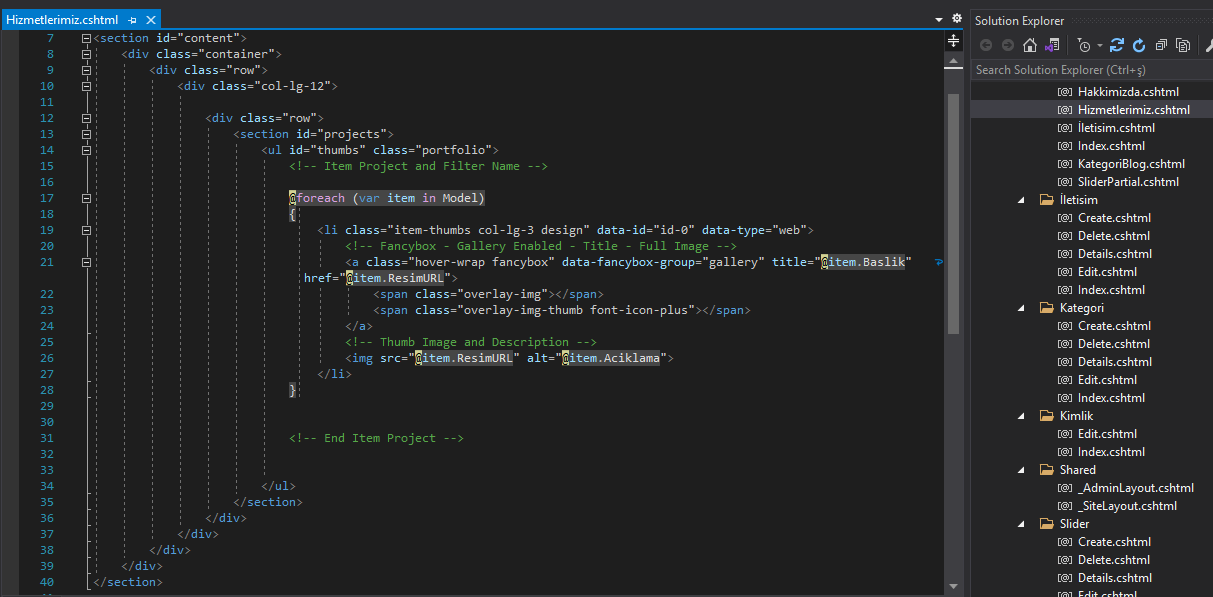 Hizmetlerimiz.cshtml
7 <section id="content">
8 <div class="container">
9 <div class="row">
10 <div class="col-lg-12">
11
12 <div class="row">
13 <section id="projects">
14 <ul id="thumbs" class="portfolio">
15 <!-- Item Project and Filter Name -->
16
17 @foreach (var item in Model)
18 {
19 <li class="item-thumbs col-lg-3 design" data-id="id-0" data-type="web">
20 <!-- Fancybox - Gallery Enabled - Title - Full Image -->
21 <a class="hover-wrap fancybox" data-fancybox-group="gallery" title="@item.Baslik"
href="@item.ResimURL">
22 <span class="overlay-img"></span>
23 <span class="overlay-img-thumb font-icon-plus"></span>
24 </a>
25 <!-- Thumb Image and Description -->
26 <img src="@item.ResimURL" alt="@item.Aciklama">
27 </li>
28 }
29
30
31 <!-- End Item Project -->
32
33
34 </ul>
35 </section>
36 </div>
37 </div>
38 </div>
39 </div>
40 </section>
Solution Explorer
Search Solution Explorer (Ctrl+ş)
Hakkimizda.cshtml
Hizmetlerimiz.cshtml
İletisim.cshtml
Index.cshtml
KategoriBlog.cshtml
SliderPartial.cshtml
İletisim
Create.cshtml
Delete.cshtml
Details.cshtml
Edit.cshtml
Index.cshtml
Kategori
Create.cshtml
Delete.cshtml
Details.cshtml
Edit.cshtml
Index.cshtml
Kimlik
Edit.cshtml
Index.cshtml
Shared
_AdminLayout.cshtml
_SiteLayout.cshtml
Slider
Create.cshtml
Delete.cshtml
Details.cshtml
Edit.cshtml